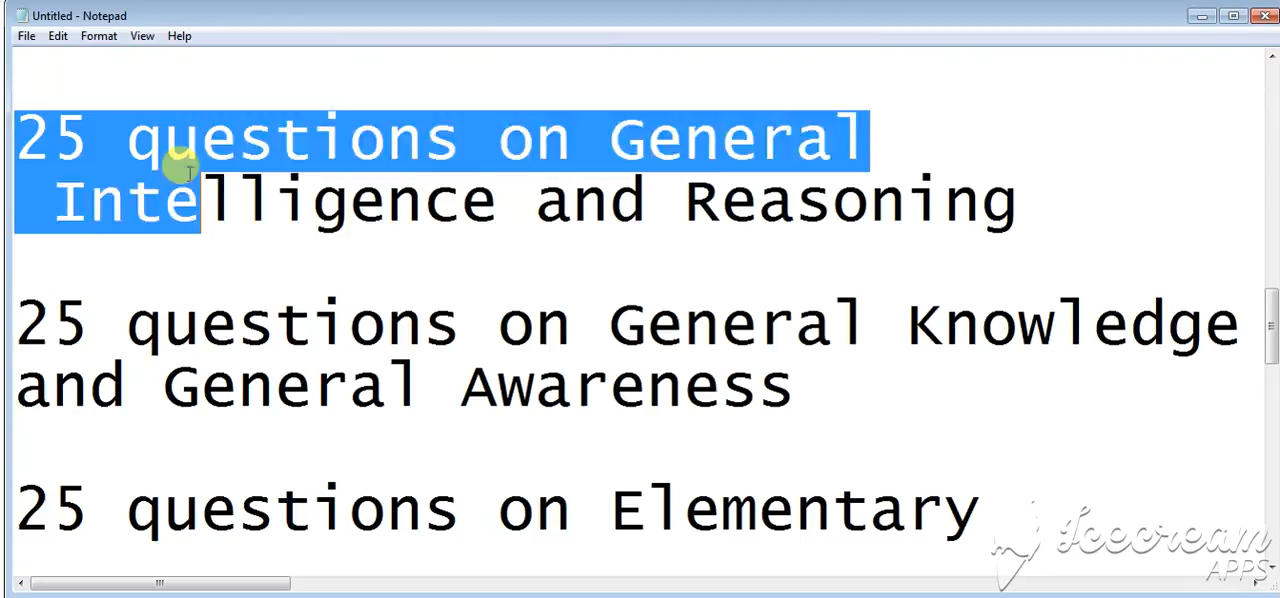 Untitled - Notepad
File Edit Format View Help
25 questions on General
Intelligence and Reasoning
25 questions on General Knowledge
and General Awareness
25 questions on Elementary
Icecream
APPS